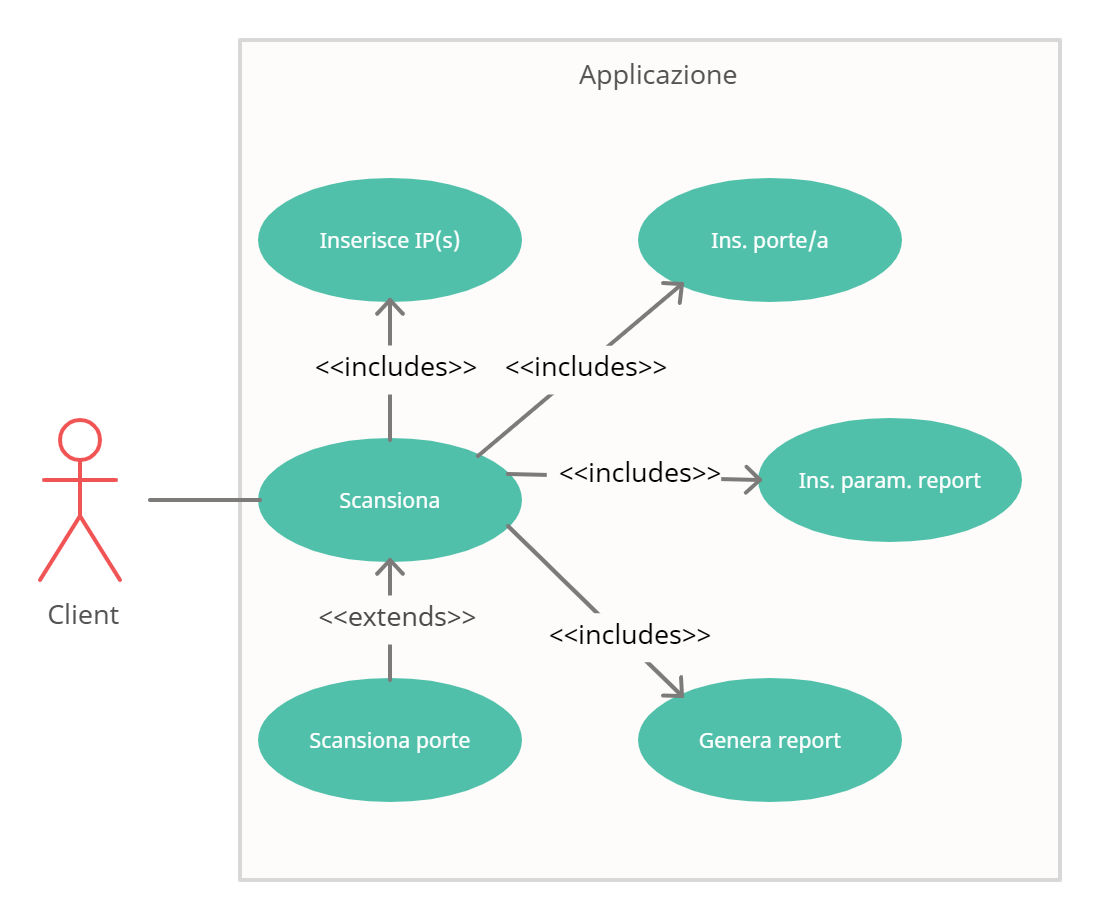 Applicazione
Inserisce IP(s)
Ins. porte/a
<<includes>>
<<includes>>
<<includes>>
Ins. param. report
Scansiona
Client
<<extends>>
<<includes>>
Scansiona porte
Genera report